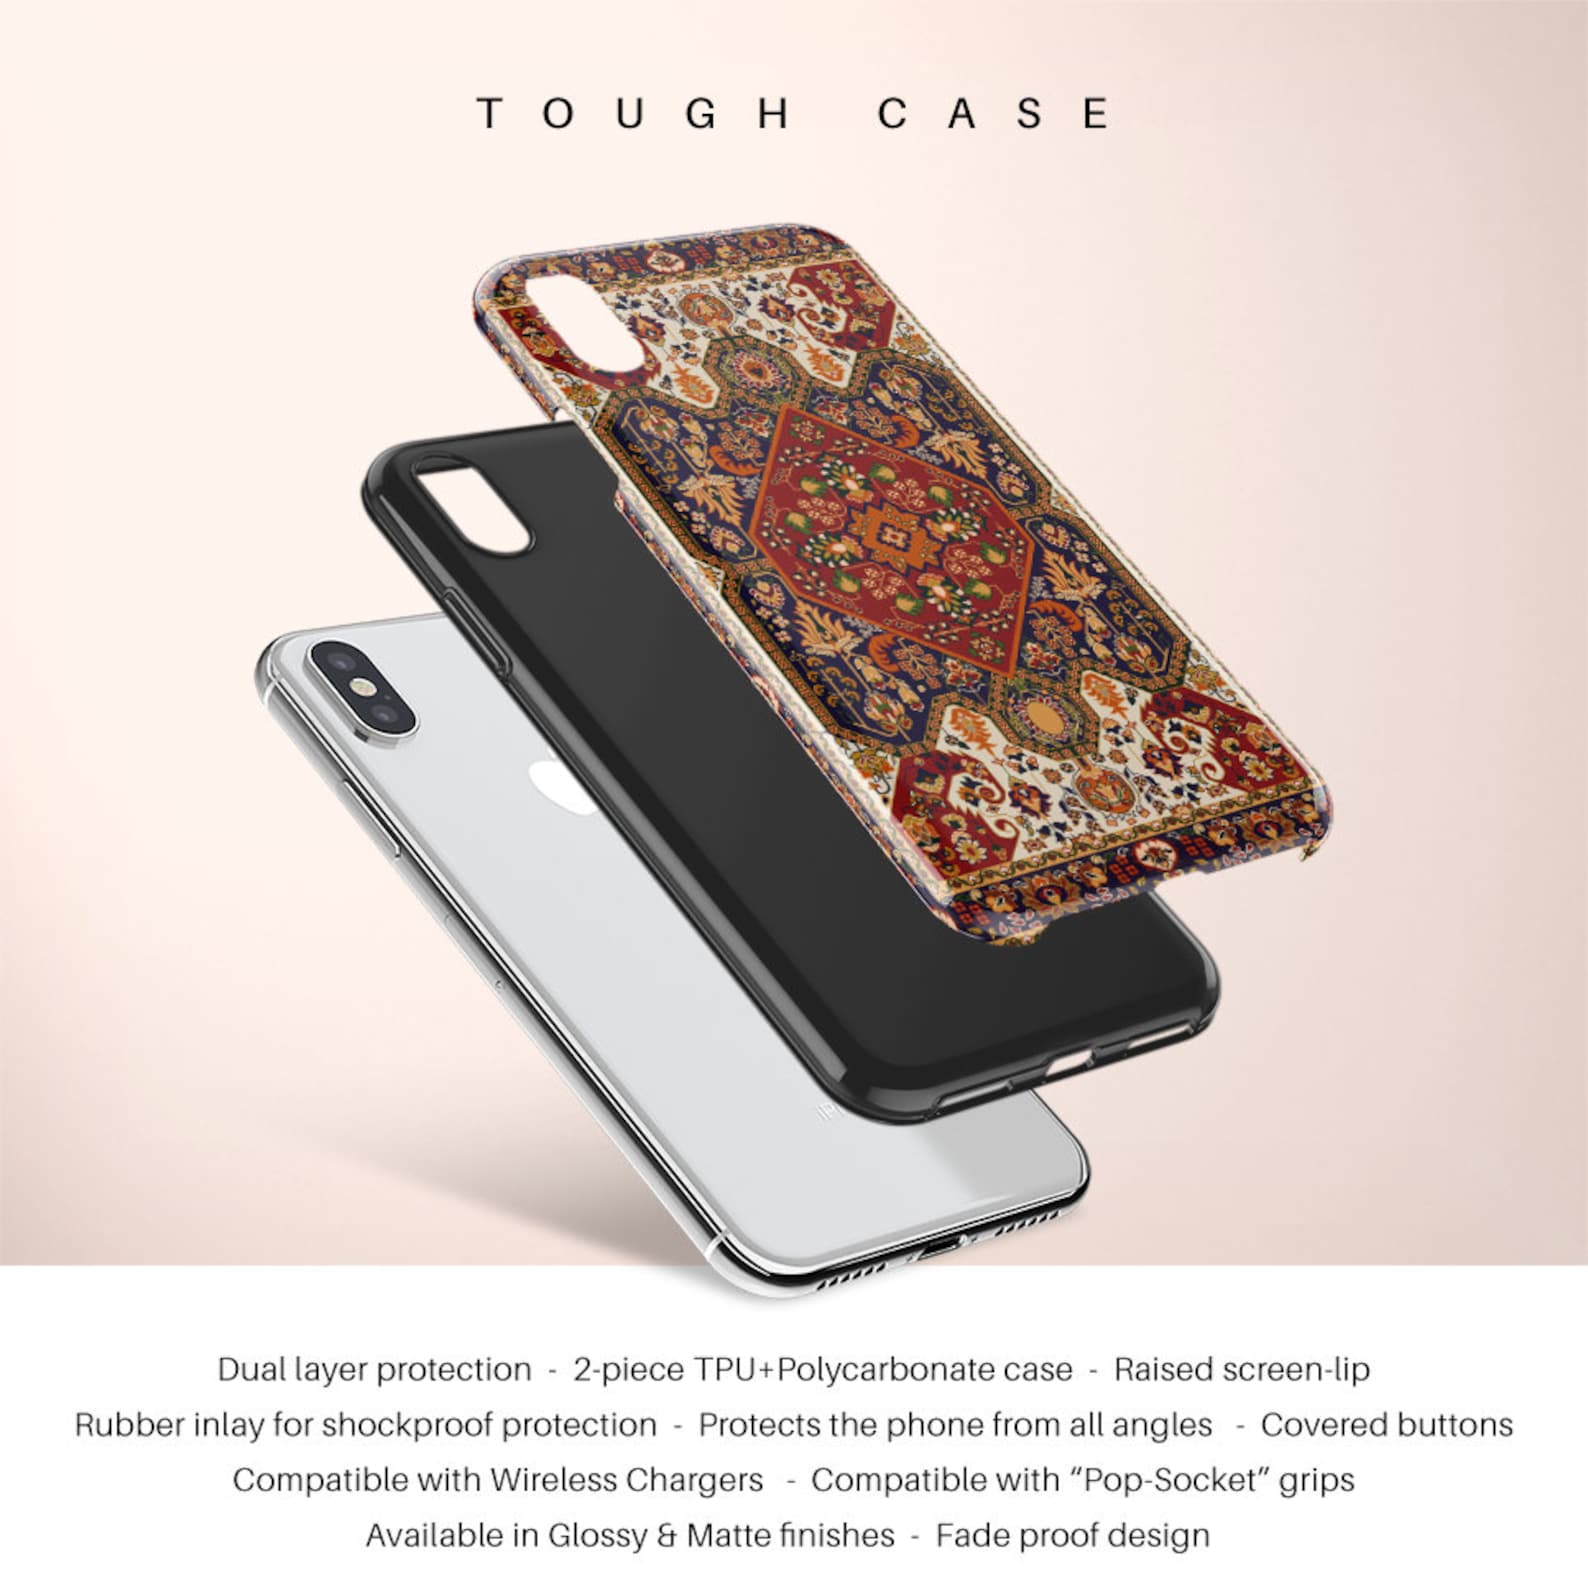 TOUGH CASE
Dual layer protection - 2-piece TPU+Polycarbonate case - Raised screen-lip
Rubber inlay for shockproof protection - Protects the phone from all angles - Covered buttons
Compatible with Wireless Chargers - Compatible with “Pop-Socket” grips
Available in Glossy & Matte finishes - Fade proof design